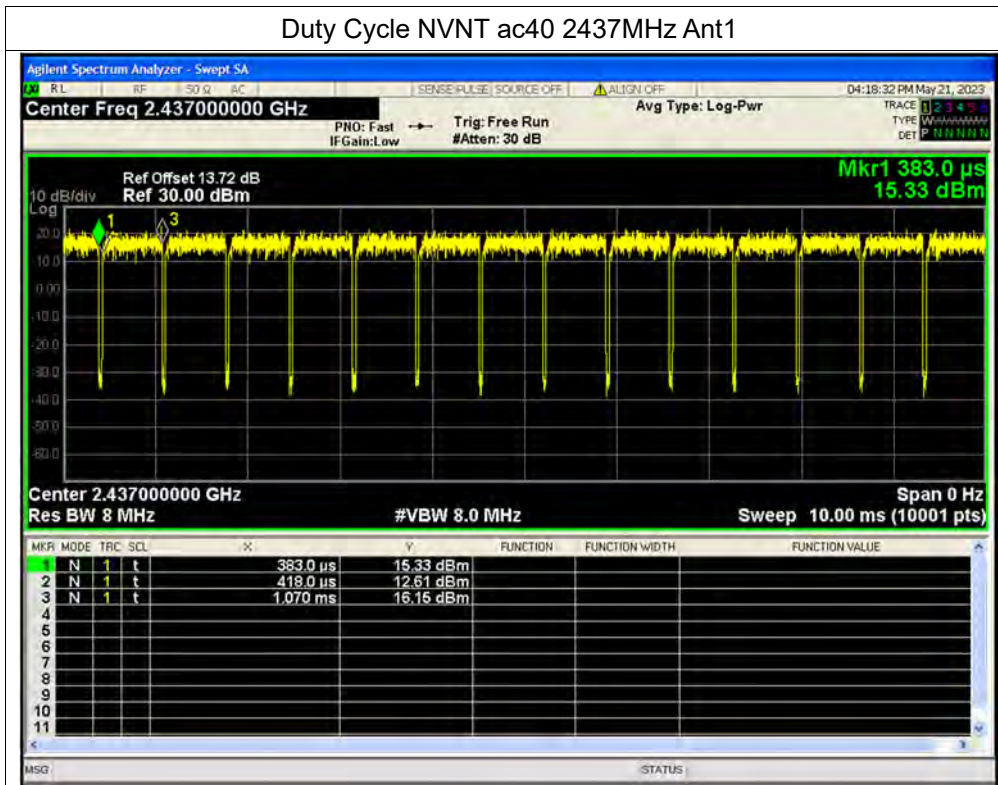 Duty Cycle NVNT ac40 2437MHz Ant1
Agilent Spectrum Analyzer - Swept SA
RL RF 50 Ω AC SENSE:PULSE SOURCE OFF ALIGN OFF 04:18:32 PM May 21, 2023
Center Freq 2.437000000 GHz Avg Type: Log-Pwr TRACE 1 2 3 4 5 6
PNO: Fast Trig: Free Run TYPE W
IFGain:Low #Atten: 30 dB DET P N N N N N
Mkr1 383.0 µs
Ref Offset 13.72 dB
10 dB/div Ref 30.00 dBm 15.33 dBm
Log
1 3
20.0
10.0
0.00
-10.0
-20.0
-30.0
-40.0
-50.0
-60.0
Center 2.437000000 GHz Span 0 Hz
Res BW 8 MHz #VBW 8.0 MHz Sweep 10.00 ms (10001 pts)
MKR MODE TRC SCL X Y FUNCTION FUNCTION WIDTH FUNCTION VALUE
1 N 1 t 383.0 µs 15.33 dBm
2 N 1 t 418.0 µs 12.61 dBm
3 N 1 t 1.070 ms 16.15 dBm
4
5
6
7
8
9
10
11
MSG STATUS